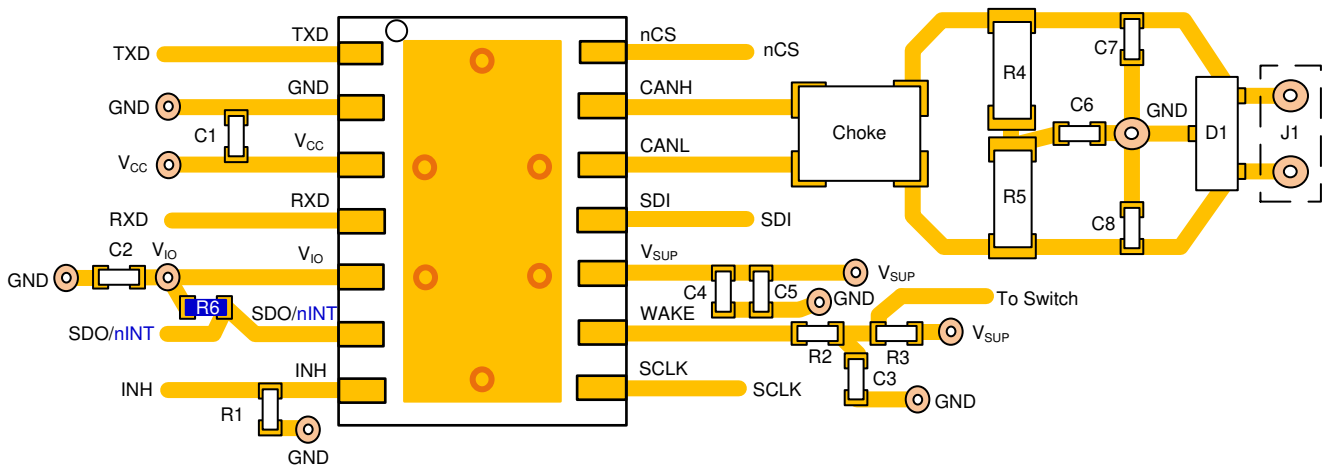 TXD
TXD
GND
GND
C1
VCC
VCC
RXD
RXD
C2
VIO
VIO
GND
R6
SDO/nINT
SDO/nINT
INH
INH
R1
GND
nCS
nCS
CANH
Choke
CANL
SDI
SDI
VSUP
VSUP
C4
C5
GND
WAKE
To Switch
R2
R3
VSUP
C3
SCLK
SCLK
GND
R4
C7
C6
GND
D1
J1
R5
C8